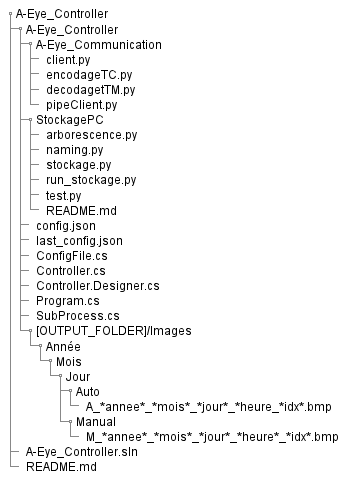 A-Eye_Controller
A-Eye_Controller
A-Eye_Communication
client.py
encodageTC.py
decodagetTM.py
pipeClient.py
StockagePC
arborescence.py
naming.py
stockage.py
run_stockage.py
test.py
README.md
config.json
last_config.json
ConfigFile.cs
Controller.cs
Controller.Designer.cs
Program.cs
SubProcess.cs
[OUTPUT_FOLDER]/Images
Année
Mois
Jour
Auto
A_*annee*_*mois*_*jour*_*heure_*idx*.bmp
Manual
M_*annee*_*mois*_*jour*_*heure_*idx*.bmp
A-Eye_Controller.sln
README.md